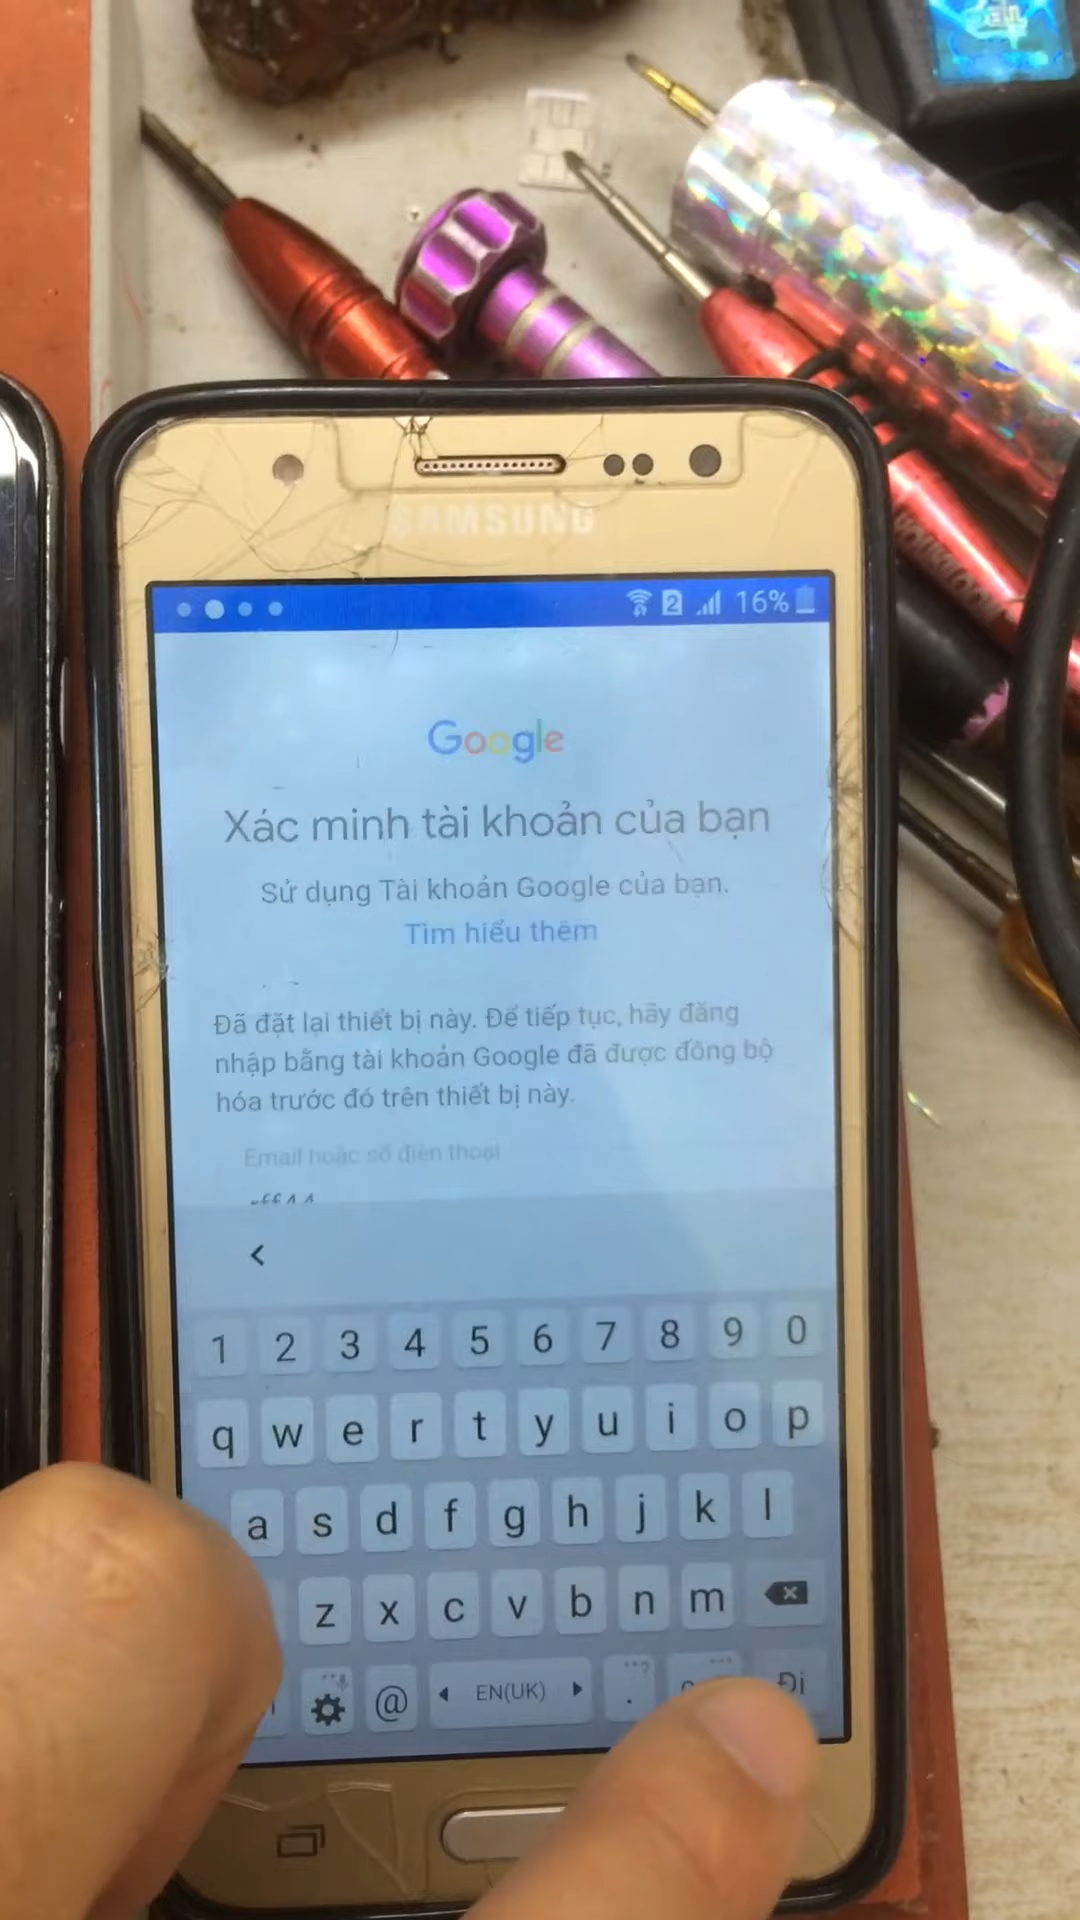 SAMSUNG
2 16%
Google
Xác minh tài khoản của bạn
Sử dụng Tài khoản Google của bạn.
Tìm hiểu thêm
Đã đặt lại thiết bị này. Để tiếp tục, hãy đăng
nhập bằng tài khoản Google đã được đồng bộ
hóa trước đó trên thiết bị này.
Email hoặc số điện thoại
1 2 3 4 5 6 7 8 9 0
q w e r t y u i o p
a s d f g h j k l
z x c v b n m
@ EN(UK) . Đi